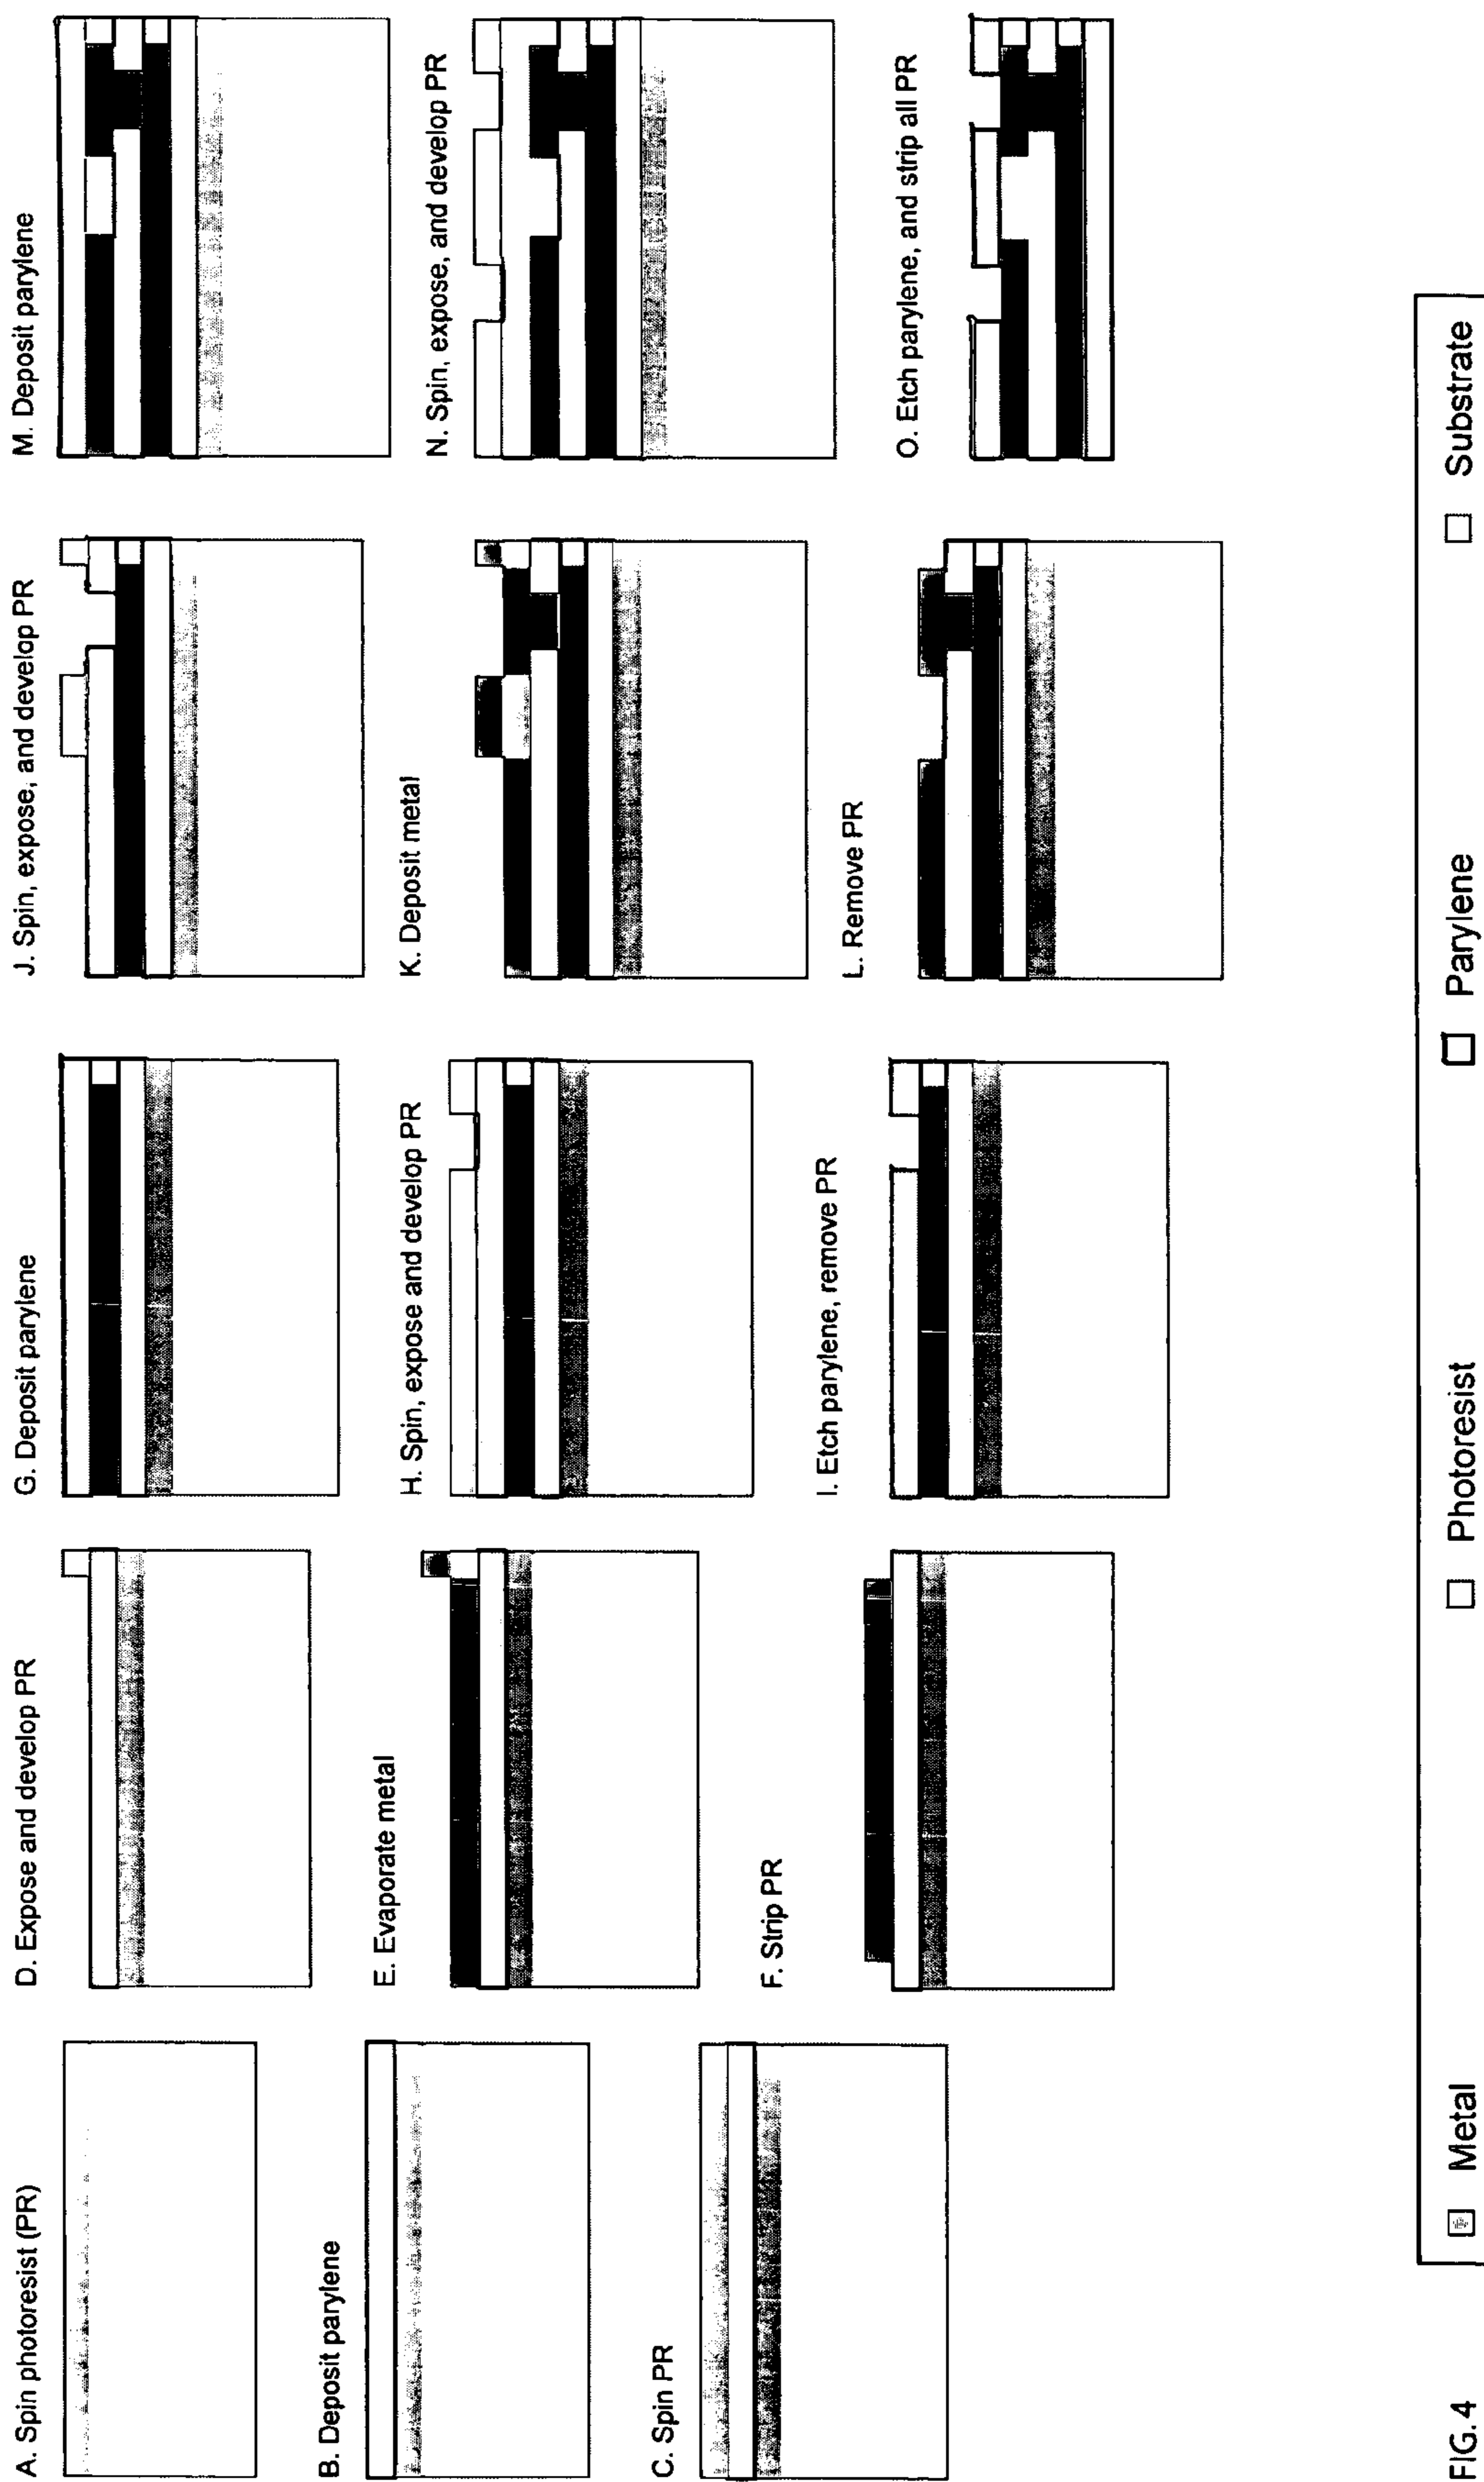 A. Spin photoresist (PR)
B. Deposit parylene
C. Spin PR
D. Expose and develop PR
E. Evaporate metal
F. Strip PR
G. Deposit parylene
H. Spin, expose and develop PR
I. Etch parylene, remove PR
J. Spin, expose, and develop PR
K. Deposit metal
L. Remove PR
M. Deposit parylene
N. Spin, expose, and develop PR
O. Etch parylene, and strip all PR
FIG.4
Metal
Photoresist
Parylene
Substrate